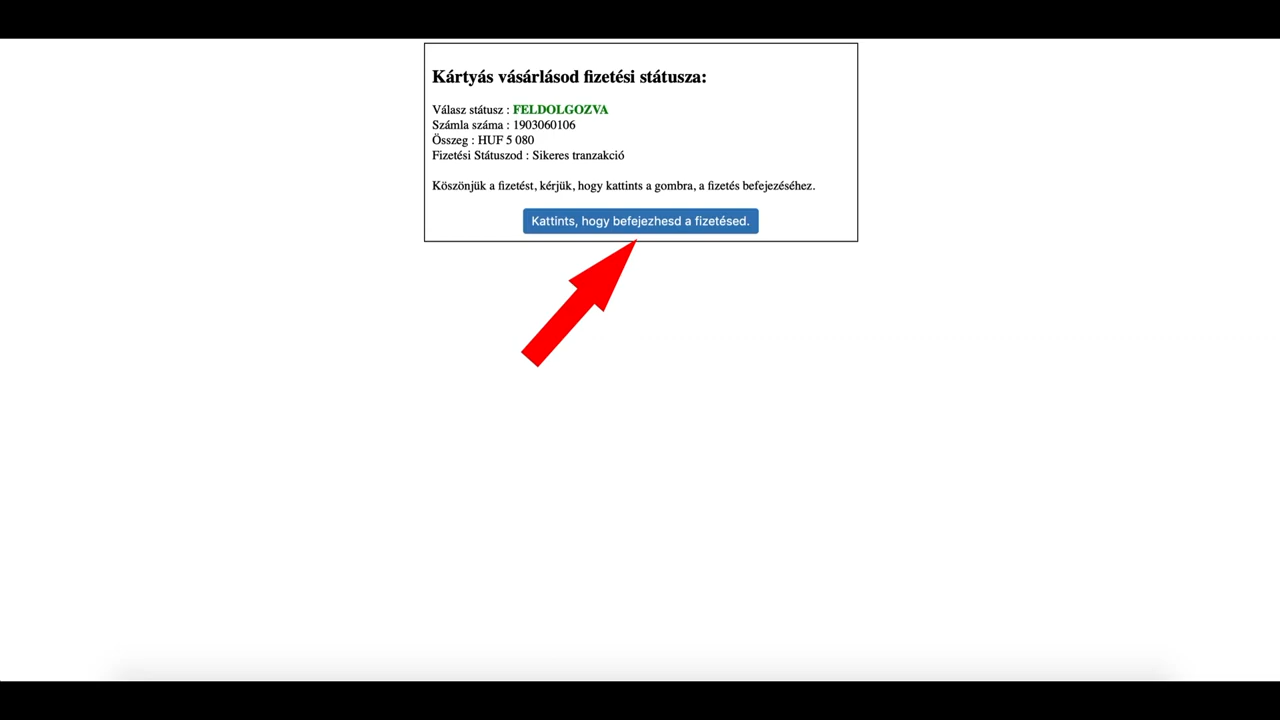 Kártyás vásárlásod fizetési státusza:
Válasz státusz : FELDOLGOZVA
Számla száma : 1903060106
Összeg : HUF 5 080
Fizetési Státuszod : Sikeres tranzakció
Köszönjük a fizetést, kérjük, hogy kattints a gombra, a fizetés befejezéséhez.
Kattints, hogy befejezhesd a fizetésed.